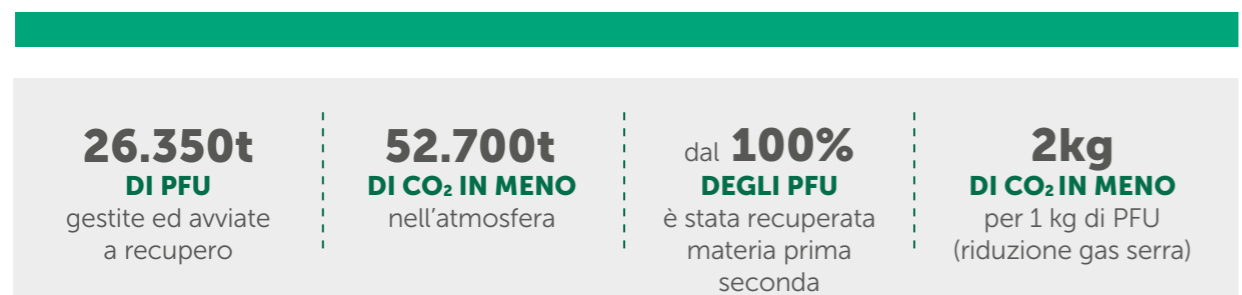 26.350t
DI PFU
gestite ed avviate
a recupero
52.700t
DI CO₂ IN MENO
nell'atmosfera
dal 100%
DEGLI PFU
è stata recuperata
materia prima
seconda
2kg
DI CO₂ IN MENO
per 1 kg di PFU
(riduzione gas serra)